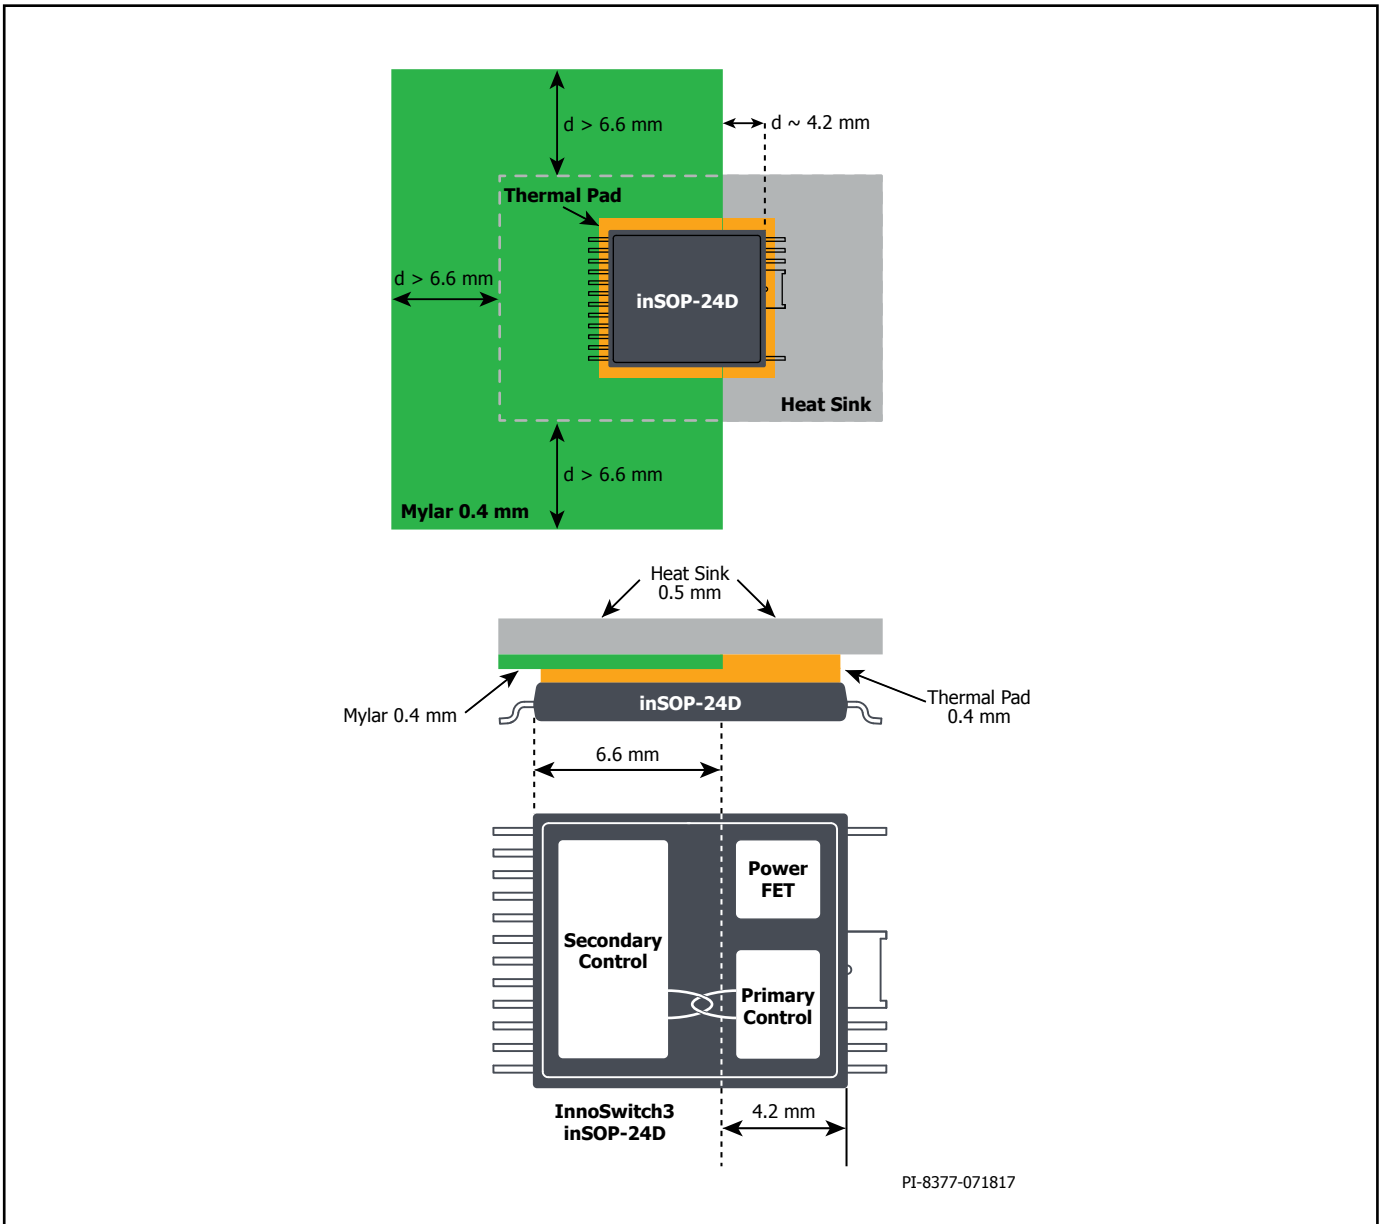 d > 6.6 mm
d ~ 4.2 mm
Thermal Pad
d > 6.6 mm
inSOP-24D
Heat Sink
d > 6.6 mm
Mylar 0.4 mm
Heat Sink
0.5 mm
inSOP-24D
Mylar 0.4 mm
Thermal Pad
0.4 mm
6.6 mm
Power
FET
Secondary
Control
Primary
Control
InnoSwitch3
inSOP-24D
4.2 mm
PI-8377-071817